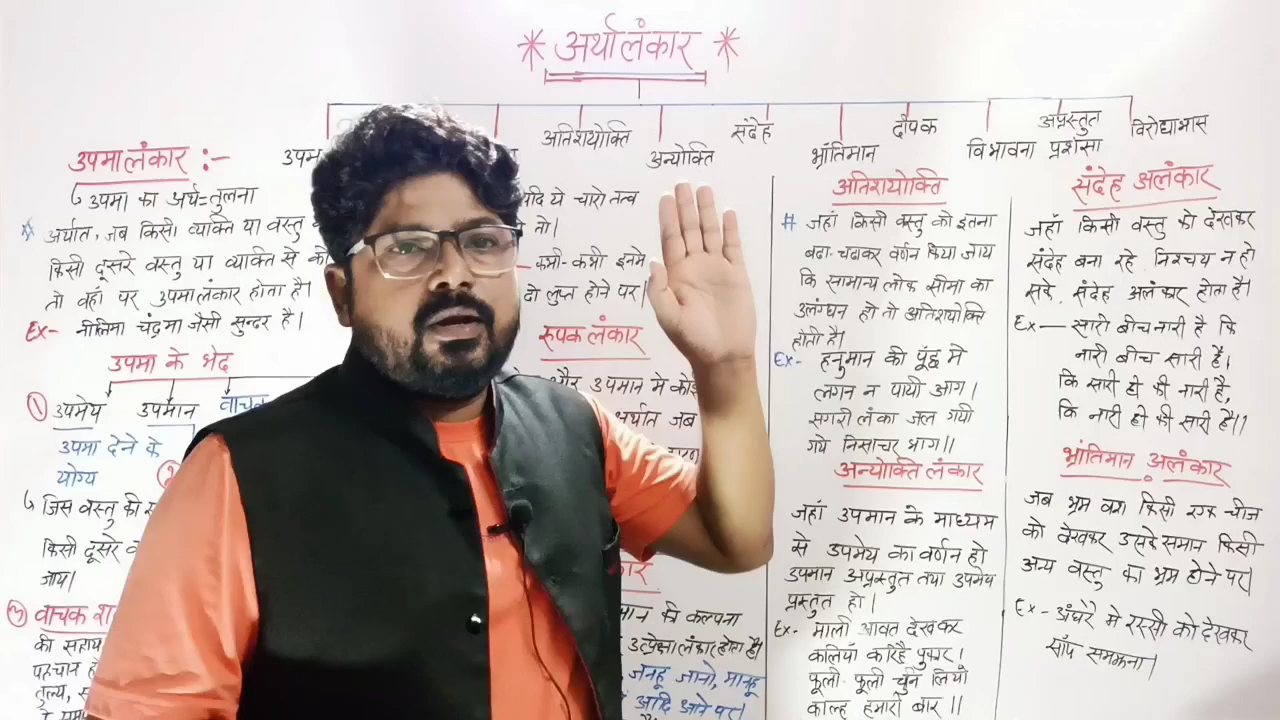 * अर्थालंकार *
अतिशयोक्ति
अन्योक्ति
संदेह
भ्रांतिमान
दीपक
विभावना
अप्रस्तुत
प्रशंसा
विरोधाभास
उपमालंकार :-
↳ उपमा का अर्थ=तुलना
अर्थात, जब किसी व्यक्ति या वस्तु
किसी दूसरे वस्तु या व्यक्ति से की
तो वहाँ पर उपमालंकार होता है।
Ex- नीलिमा चंद्रमा जैसी सुन्दर है।
उपमा के भेद
① उपमेय उपमान वाचक
उपमा देने के
योग्य
↳ जिस वस्तु की
किसी दूसरे
जाय।
③ वाचक
की सहाय
पहचान
तुल्य,
ये चारो तत्व
तो।
कभी-कभी इनमे
दो लुप्त होने पर।
रूपक लंकार
और उपमान मे कोई
अर्थात जब
की कल्पना
उत्प्रेक्षा लंकार होता है।
जनहू जानो, मानहू
आदि आने पर।
अतिशयोक्ति
# जहाँ किसी वस्तु को इतना
बढा-चढाकर वर्णन किया जाय
कि सामान्य लोक सीमा का
उलंग्घन हो तो अतिशयोक्ति
होती है।
Ex- हनुमान की पूँछ मे
लगन न पायी आग।
सगरी लंका जल गयी
गये निसाचर भाग।।
अन्योक्ति लंकार
जहाँ उपमान के माध्यम
से उपमेय का वर्णन हो
उपमान अप्रस्तुत तथा उपमेय
प्रस्तुत हो।
Ex- माली आवत देखकर
कलियाँ करिहै पुकार।
फूली-फूली चुन लियो
काल्ह हमारी बार ।।
संदेह अलंकार
जहाँ किसी वस्तु को देखकर
संदेह बना रहे, निश्चय न हो
सके, संदेह अलंकार होता है।
Ex— सारी बीच नारी है कि
नारी बीच सारी है,
कि सारी ही की नारी है,
कि नारी ही की सारी है।।
भ्रांतिमान अलंकार
जब भ्रम वश किसी एक चीज
को देखकर उसके समान किसी
अन्य वस्तु का भ्रम होने पर।
Ex- अंधेरे मे रस्सी को देखकर
साँप समझना।